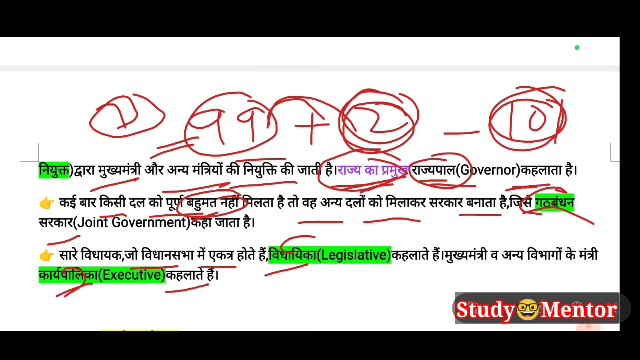 1) 99 + 2 - 101
नियुक्त)द्वारा मुख्यमंत्री और अन्य मंत्रियों की नियुक्ति की जाती है।राज्य का प्रमुख राज्यपाल(Governor)कहलाता है।
👉 कई बार किसी दल को पूर्ण बहुमत नहीं मिलता है तो वह अन्य दलों को मिलाकर सरकार बनाता है,जिसे गठबंधन
सरकार(Joint Government)कहा जाता है।
👉 सारे विधायक,जो विधानसभा में एकत्र होते हैं,विधायिका(Legislative)कहलाते हैं।मुख्यमंत्री व अन्य विभागों के मंत्री
कार्यपालिका(Executive)कहलाते हैं।
Study🤓Mentor